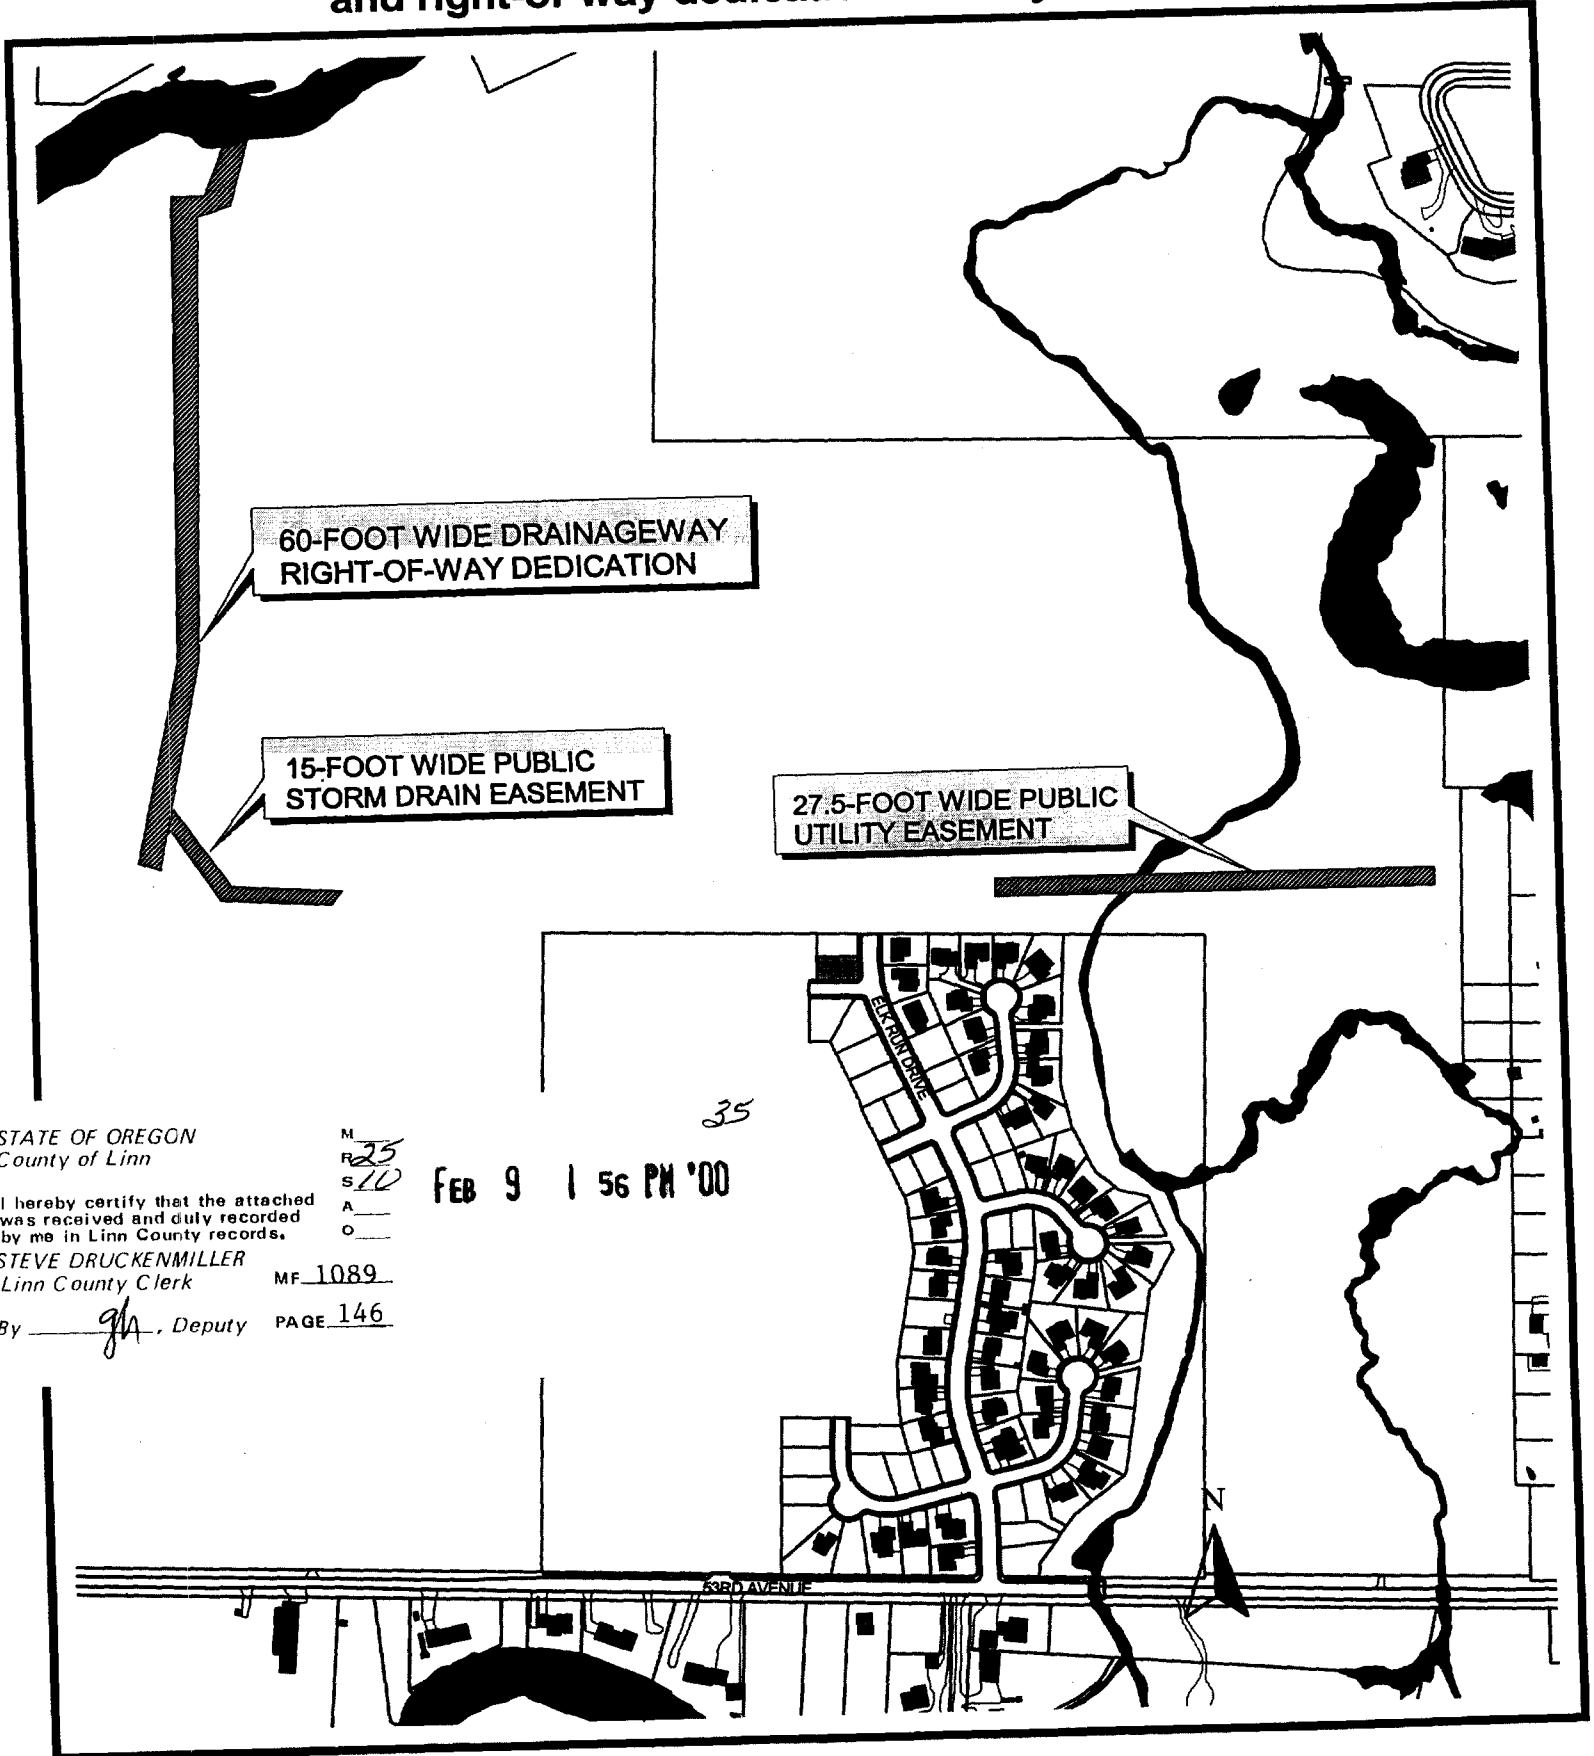 and right-of-way
60-FOOT WIDE DRAINAGEWAY
RIGHT-OF-WAY DEDICATION
15-FOOT WIDE PUBLIC
STORM DRAIN EASEMENT
27.5-FOOT WIDE PUBLIC
UTILITY EASEMENT
ELK RUN DRIVE
35
STATE OF OREGON
County of Linn
I hereby certify that the attached
was received and duly recorded
by me in Linn County records.
STEVE DRUCKENMILLER
Linn County Clerk
By gh, Deputy
M
R 25
S 10
A
O
MF 1089
PAGE 146
FEB 9 1 56 PM '00
N
53RD AVENUE